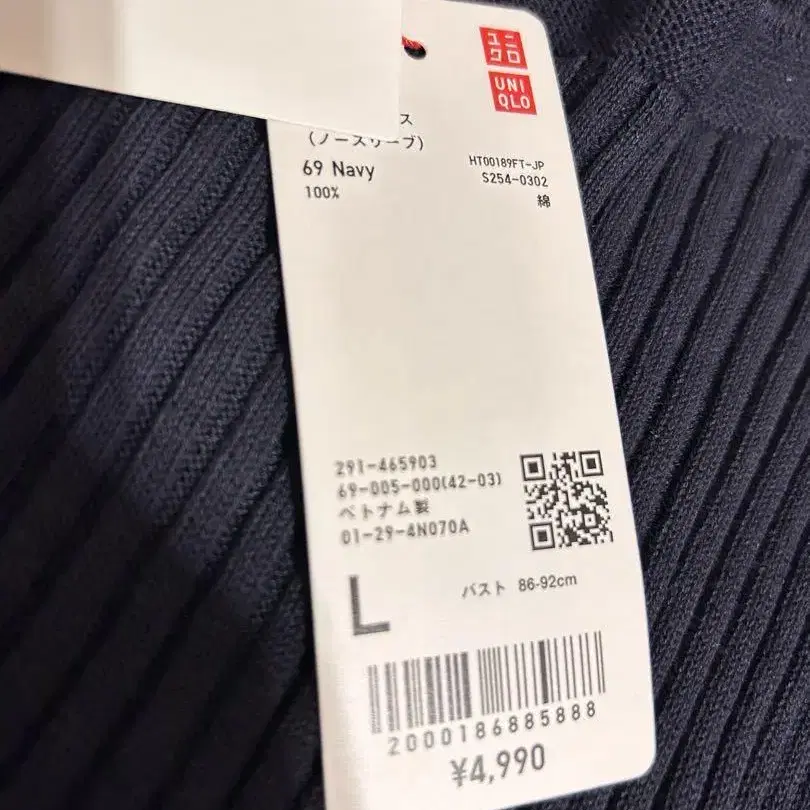 ユニ
クロ
UNI
QLO
ス
(ノースリーブ)
69 Navy
HT00189FT-JP
S254-0302
100%
綿
291-465903
69-005-000(42-03)
ベトナム製
01-29-4N070A
L
バスト 86-92cm
2000186885888
¥4,990